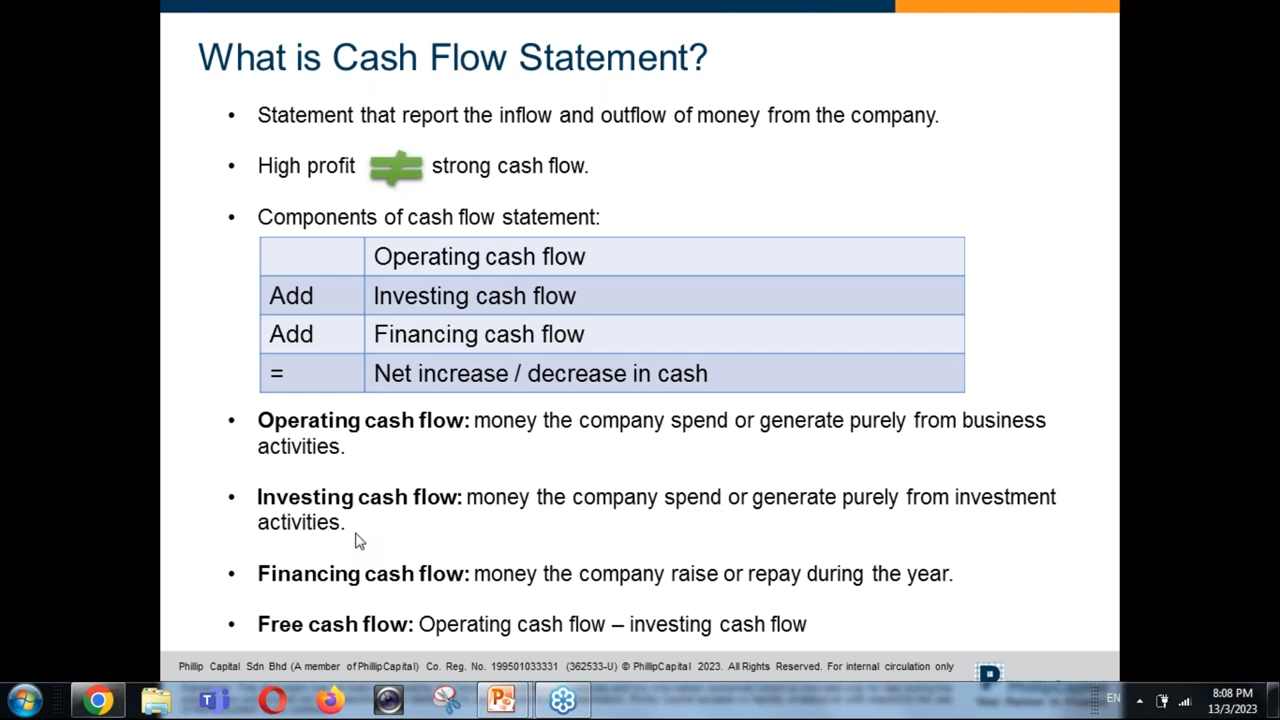 What is Cash Flow Statement?
• Statement that report the inflow and outflow of money from the company.
• High profit ≠ strong cash flow.
• Components of cash flow statement:
Operating cash flow
Add Investing cash flow
Add Financing cash flow
= Net increase / decrease in cash
• Operating cash flow: money the company spend or generate purely from business
activities.
• Investing cash flow: money the company spend or generate purely from investment
activities.
• Financing cash flow: money the company raise or repay during the year.
• Free cash flow: Operating cash flow – investing cash flow
Phillip Capital Sdn Bhd (A member of PhillipCapital) Co. Reg. No. 199501033331 (362533-U) © PhillipCapital 2023. All Rights Reserved. For internal circulation only
EN
8:08 PM
13/3/2023